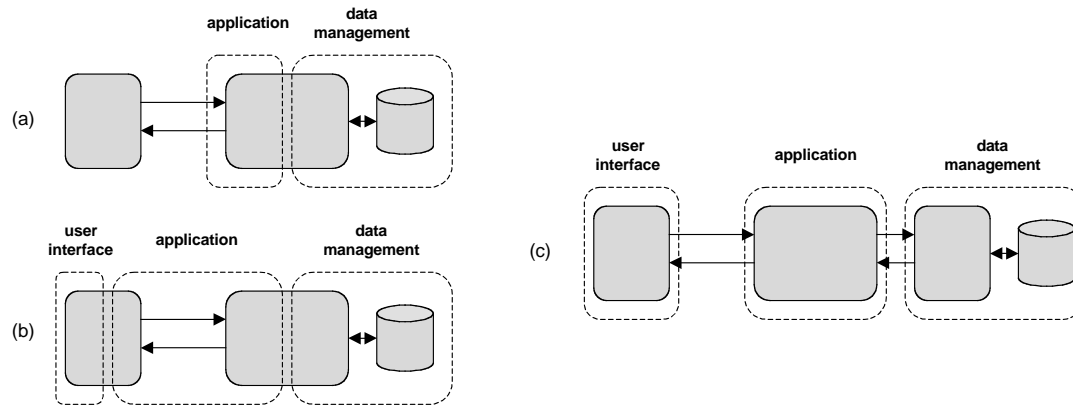 application
data
management
(a)
user
interface
application
data
management
(b)
user
interface
application
data
management
(c)